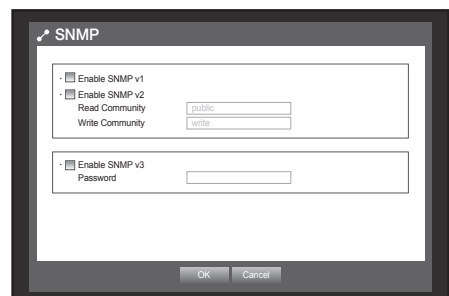 SNMP
· Enable SNMP v1
· Enable SNMP v2
Read Community public
Write Community write
· Enable SNMP v3
Password
OK Cancel